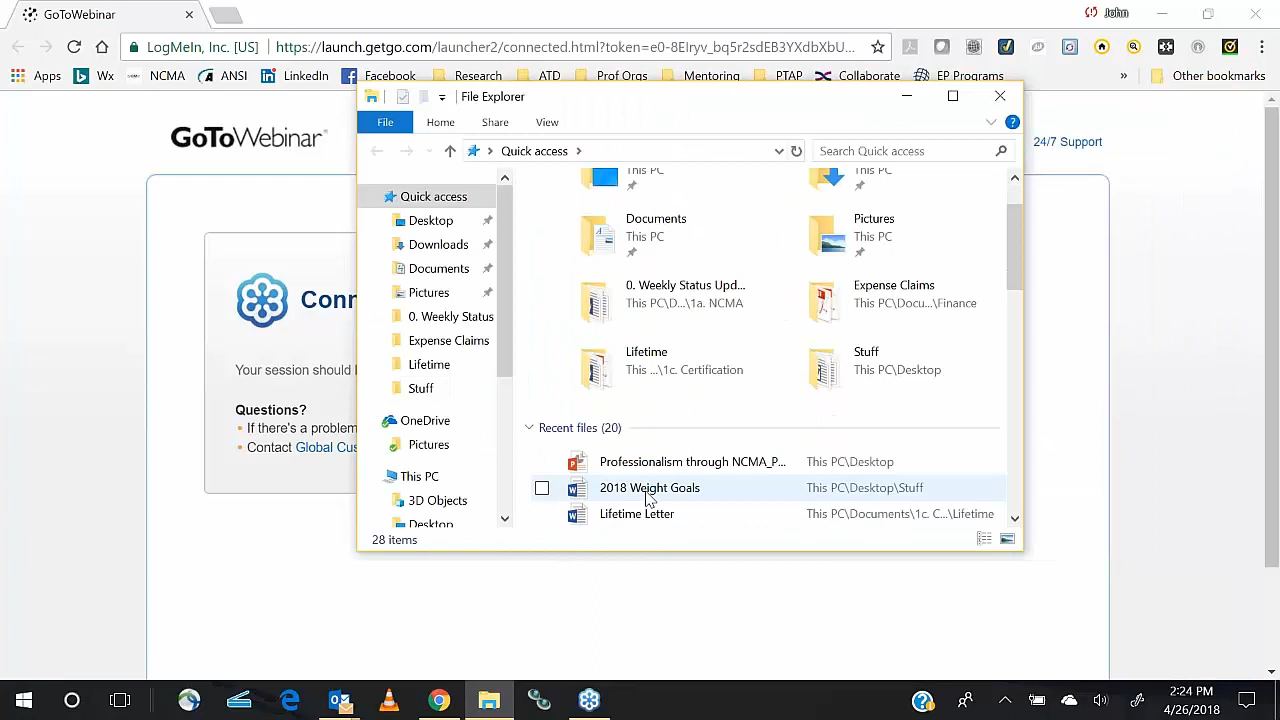 GoToWebinar
John
LogMeIn, Inc. [US]
https://launch.getgo.com/launcher2/connected.html?token=e0-8EIryv_bq5r2sdEB3YXdbXbU...
Apps
Wx
NCMA
ANSI
LinkedIn
Facebook
Research
ATD
Prof Orgs
Mentoring
PTAP
Collaborate
EP Programs
»
Other bookmarks
GoToWebinar
24/7 Support
Conn
Your session should
Questions?
• If there's a problem
• Contact Global Cus
File Explorer
File
Home
Share
View
Quick access
Search Quick access
Quick access
Desktop
Downloads
Documents
Pictures
0. Weekly Status
Expense Claims
Lifetime
Stuff
OneDrive
Pictures
This PC
3D Objects
Desktop
This PC
This PC
Documents
This PC
Pictures
This PC
0. Weekly Status Upd...
This PC\D...\1a. NCMA
Expense Claims
This PC\Docu...\Finance
Lifetime
This ...\1c. Certification
Stuff
This PC\Desktop
Recent files (20)
Professionalism through NCMA_P... This PC\Desktop
2018 Weight Goals This PC\Desktop\Stuff
Lifetime Letter This PC\Documents\1c. C...\Lifetime
28 items
2:24 PM
4/26/2018